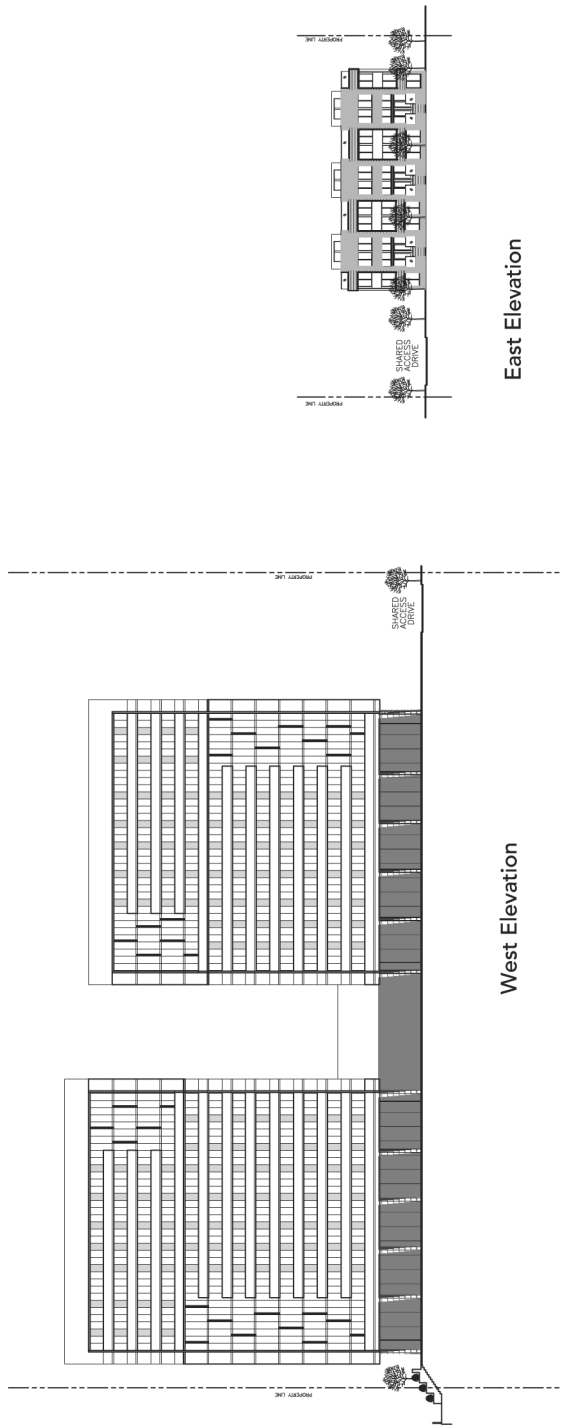 PROPERTY LINE
SHARED
ACCESS
DRIVE
PROPERTY LINE
West Elevation
PROPERTY LINE
SHARED
ACCESS
DRIVE
PROPERTY LINE
East Elevation